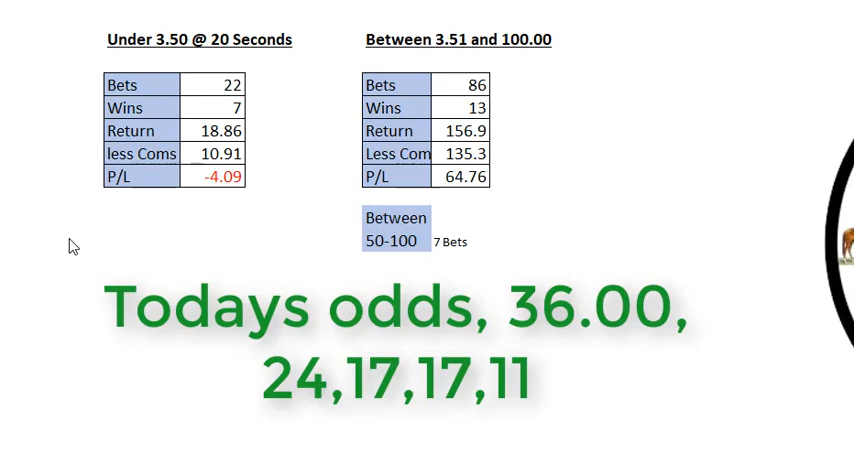 Under 3.50 @ 20 Seconds
Between 3.51 and 100.00
Bets 22
Wins 7
Return 18.86
less Coms 10.91
P/L -4.09
Bets 86
Wins 13
Return 156.9
Less Com 135.3
P/L 64.76
Between
50-100 7 Bets
Todays odds, 36.00,
24,17,17,11